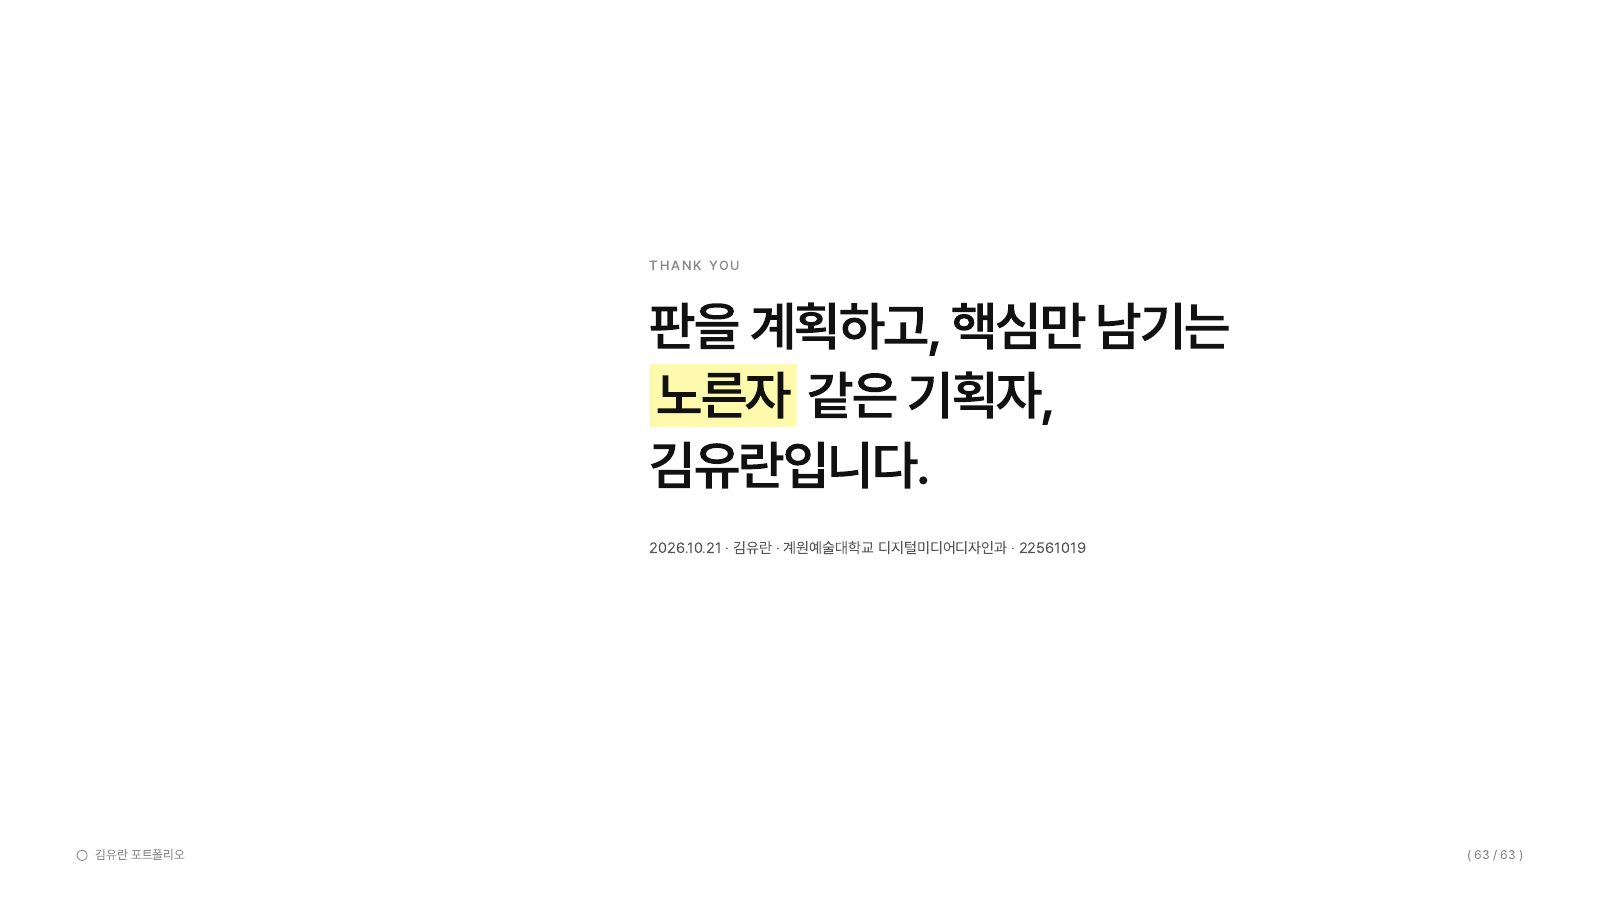 THANK YOU
판을 계획하고, 핵심만 남기는
노른자 같은 기획자,
김유란입니다.
2026.10.21 · 김유란 · 계원예술대학교 디지털미디어디자인과 · 22561019
김유란 포트폴리오
( 63 / 63 )